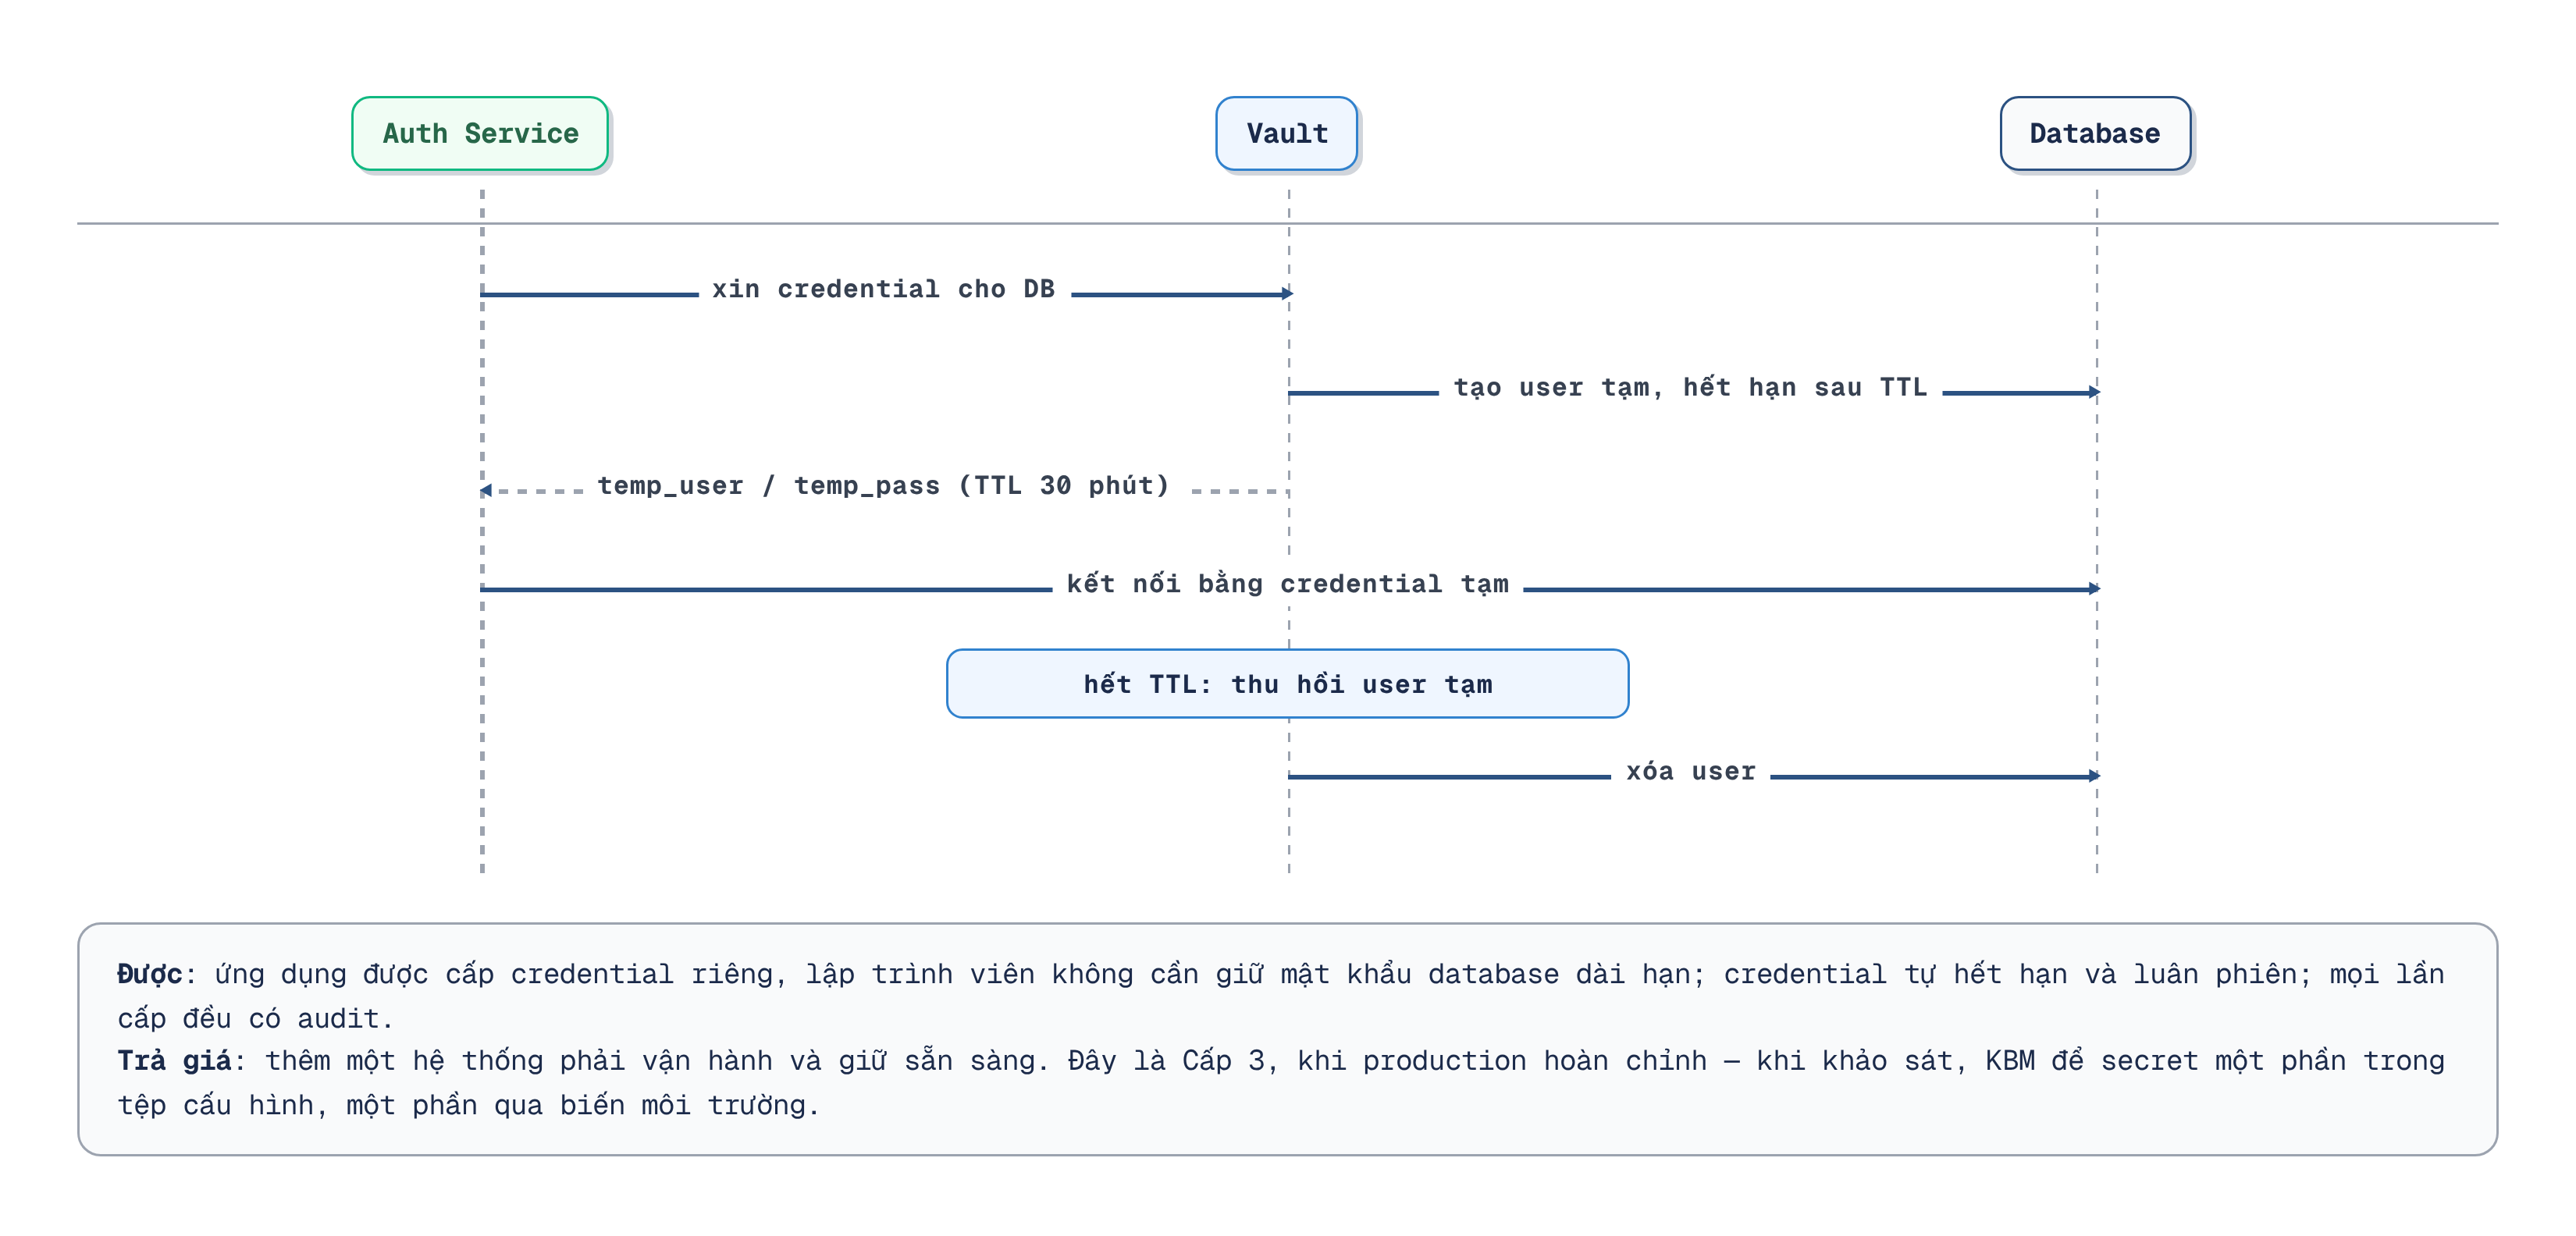 Auth Service
Vault
Database
xin credential cho DB
tạo user tạm, hết hạn sau TTL
temp_user / temp_pass (TTL 30 phút)
kết nối bằng credential tạm
hết TTL: thu hồi user tạm
xóa user
Được: ứng dụng được cấp credential riêng, lập trình viên không cần giữ mật khẩu database dài hạn; credential tự hết hạn và luân phiên; mọi lần
cấp đều có audit.
Trả giá: thêm một hệ thống phải vận hành và giữ sẵn sàng. Đây là Cấp 3, khi production hoàn chỉnh — khi khảo sát, KBM để secret một phần trong
tệp cấu hình, một phần qua biến môi trường.